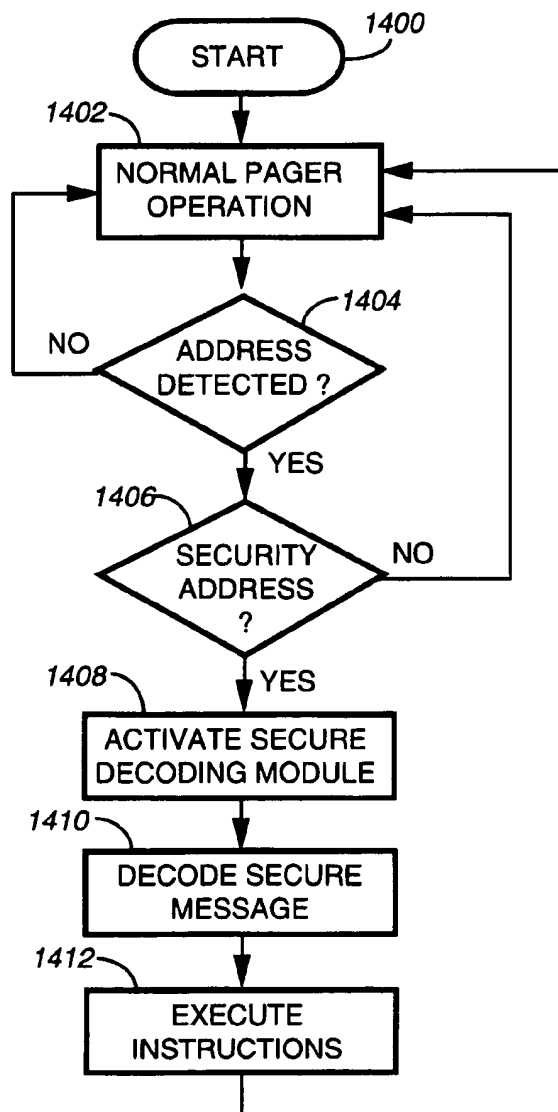 1400
START
1402
NORMAL PAGER
OPERATION
1404
NO
ADDRESS
DETECTED ?
YES
1406
SECURITY
ADDRESS
?
NO
YES
1408
ACTIVATE SECURE
DECODING MODULE
1410
DECODE SECURE
MESSAGE
1412
EXECUTE
INSTRUCTIONS